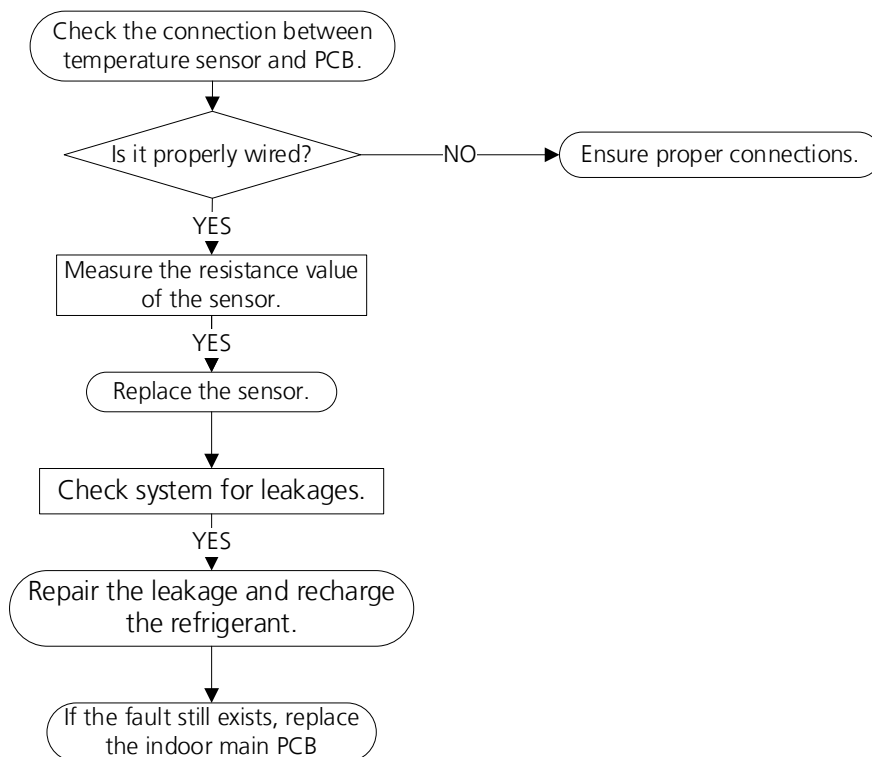 Check the connection between
temperature sensor and PCB.
Is it properly wired?
NO
Ensure proper connections.
YES
Measure the resistance value
of the sensor.
YES
Replace the sensor.
Check system for leakages.
YES
Repair the leakage and recharge
the refrigerant.
If the fault still exists, replace
the indoor main PCB